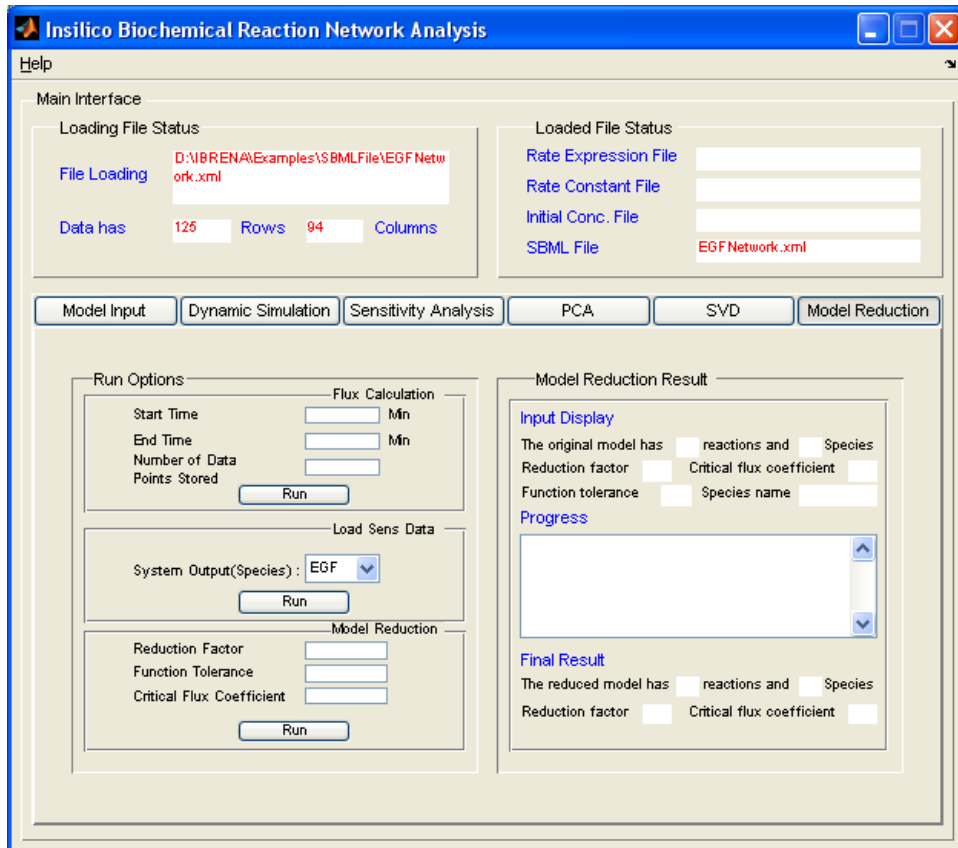 Insilico Biochemical Reaction Network Analysis
Help
Main Interface
Loading File Status
File Loading
D:\IBRENA\Examples\SBMLFile\EGFNetw
ork.xml
Data has 125 Rows 94 Columns
Loaded File Status
Rate Expression File
Rate Constant File
Initial Conc. File
SBML File EGFNetwork.xml
Model Input Dynamic Simulation Sensitivity Analysis PCA SVD Model Reduction
Run Options
Flux Calculation
Start Time Min
End Time Min
Number of Data
Points Stored
Run
Load Sens Data
System Output(Species) : EGF
Run
Model Reduction
Reduction Factor
Function Tolerance
Critical Flux Coefficient
Run
Model Reduction Result
Input Display
The original model has reactions and Species
Reduction factor Critical flux coefficient
Function tolerance Species name
Progress
Final Result
The reduced model has reactions and Species
Reduction factor Critical flux coefficient